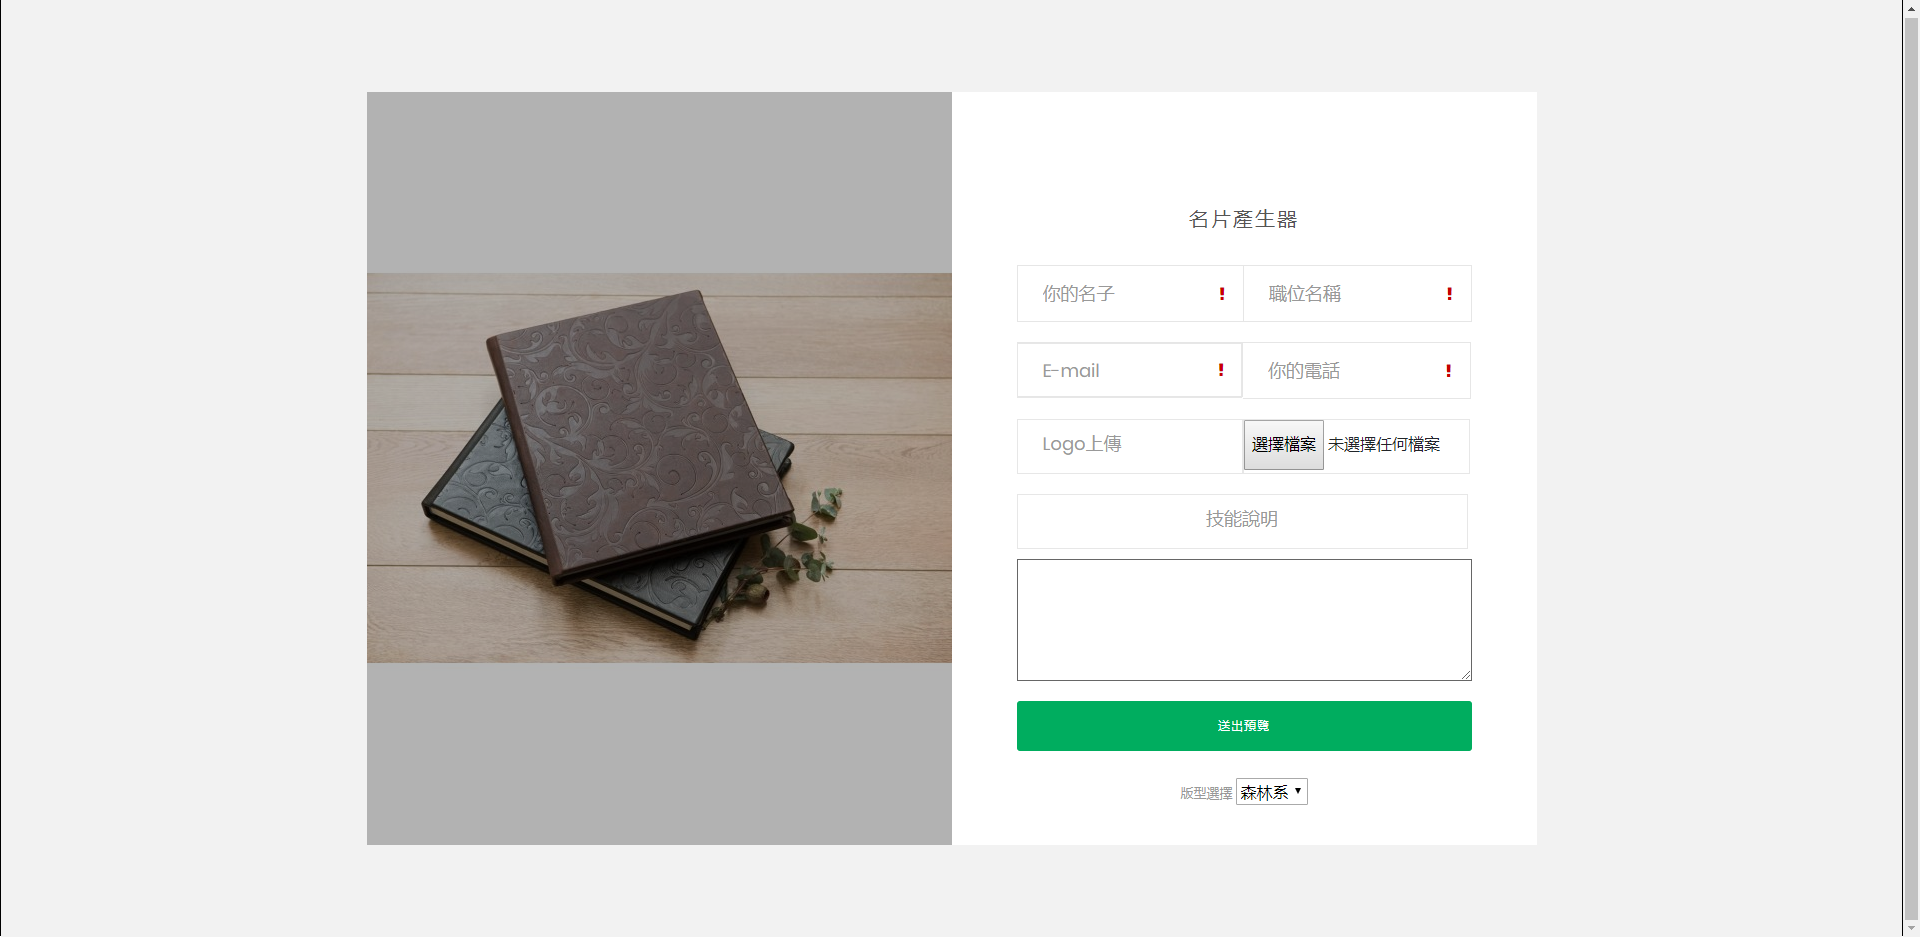 名片產生器
你的名子 ! 職位名稱 !
E-mail ! 你的電話 !
Logo上傳 選擇檔案 未選擇任何檔案
技能說明
送出預覽
版型選擇 森林系